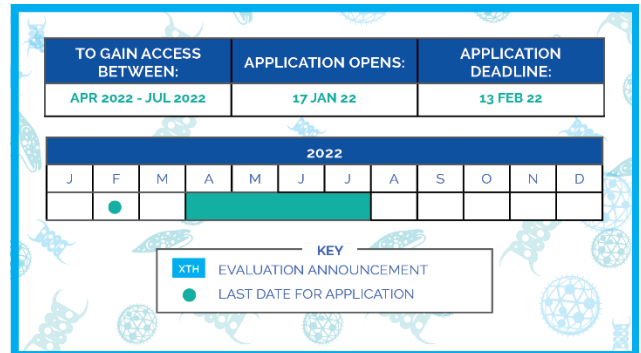 TO GAIN ACCESS
BETWEEN:
APPLICATION OPENS:
APPLICATION
DEADLINE:
APR 2022 - JUL 2022
17 JAN 22
13 FEB 22
2022
J F M A M J J A S O N D
KEY
XTH EVALUATION ANNOUNCEMENT
LAST DATE FOR APPLICATION